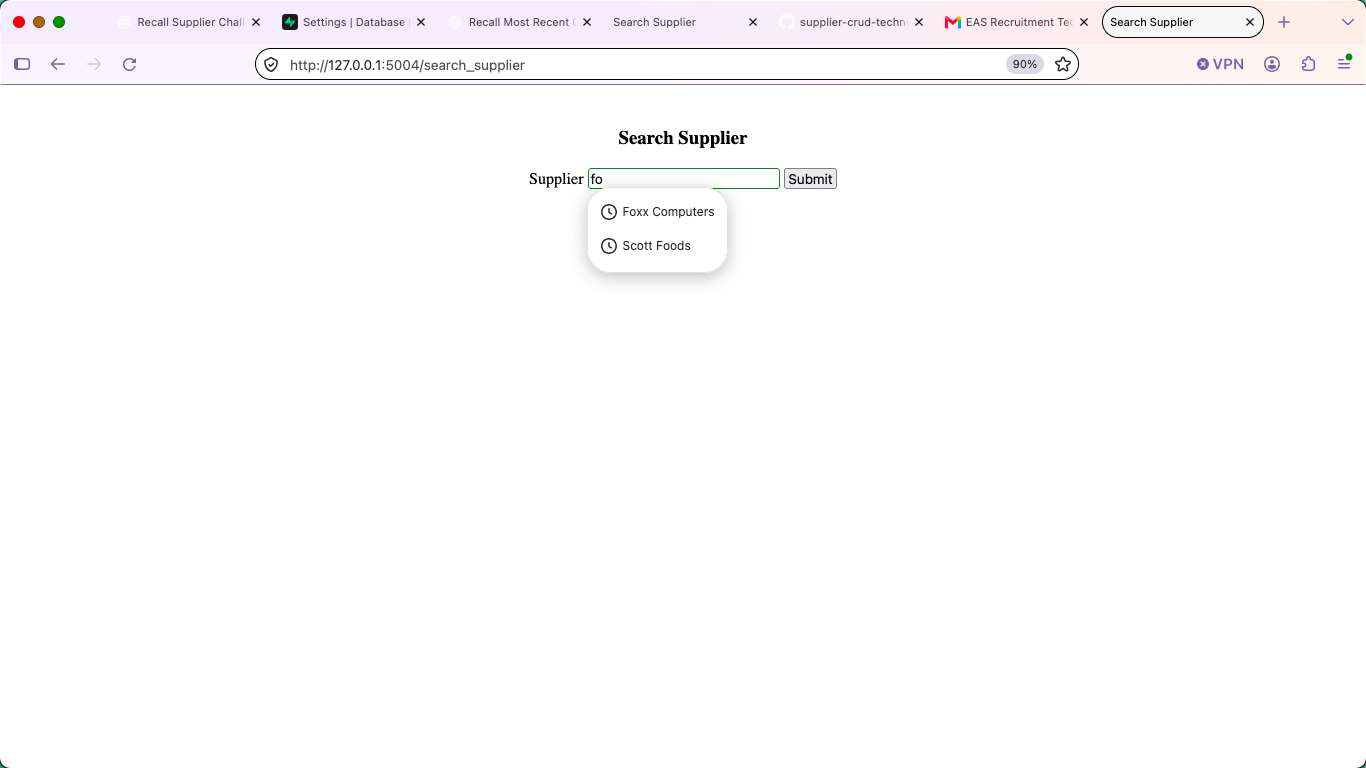 Recall Supplier Chall
Settings | Database
Recall Most Recent
Search Supplier
supplier-crud-techni
EAS Recruitment Tec
Search Supplier
http://127.0.0.1:5004/search_supplier
90%
VPN
Search Supplier
Supplier fo Submit
Foxx Computers
Scott Foods